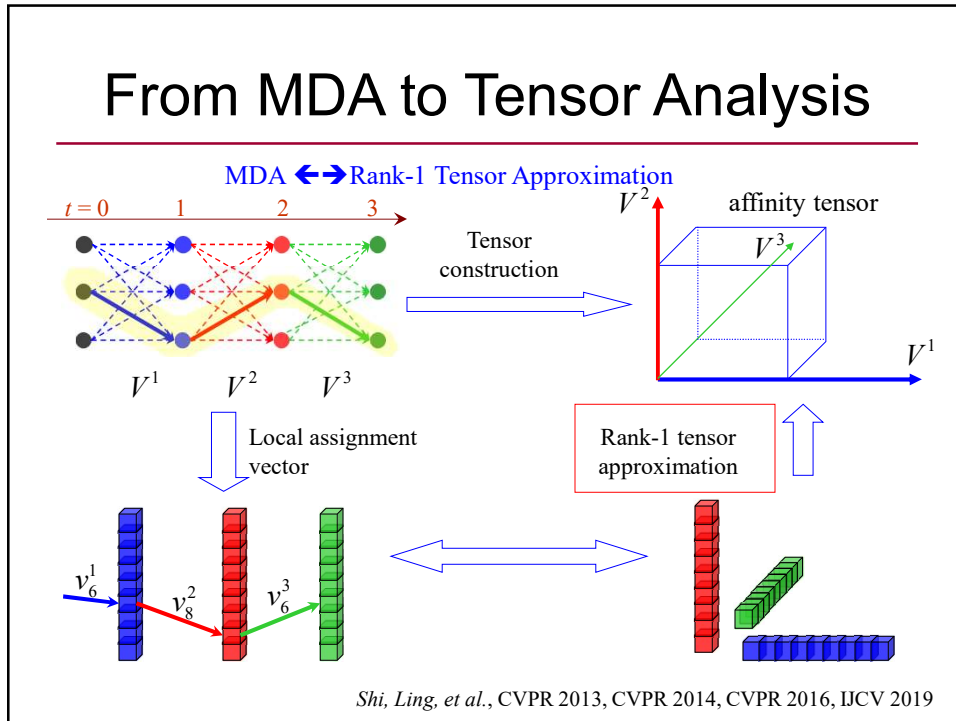 From MDA to Tensor Analysis
MDA ←→ Rank-1 Tensor Approximation
t = 0 1 2 3
V¹ V² V³
Tensor
construction
V² affinity tensor
V³
V¹
Local assignment
vector
Rank-1 tensor
approximation
v₆¹ v₈² v₆³
Shi, Ling, et al., CVPR 2013, CVPR 2014, CVPR 2016, IJCV 2019